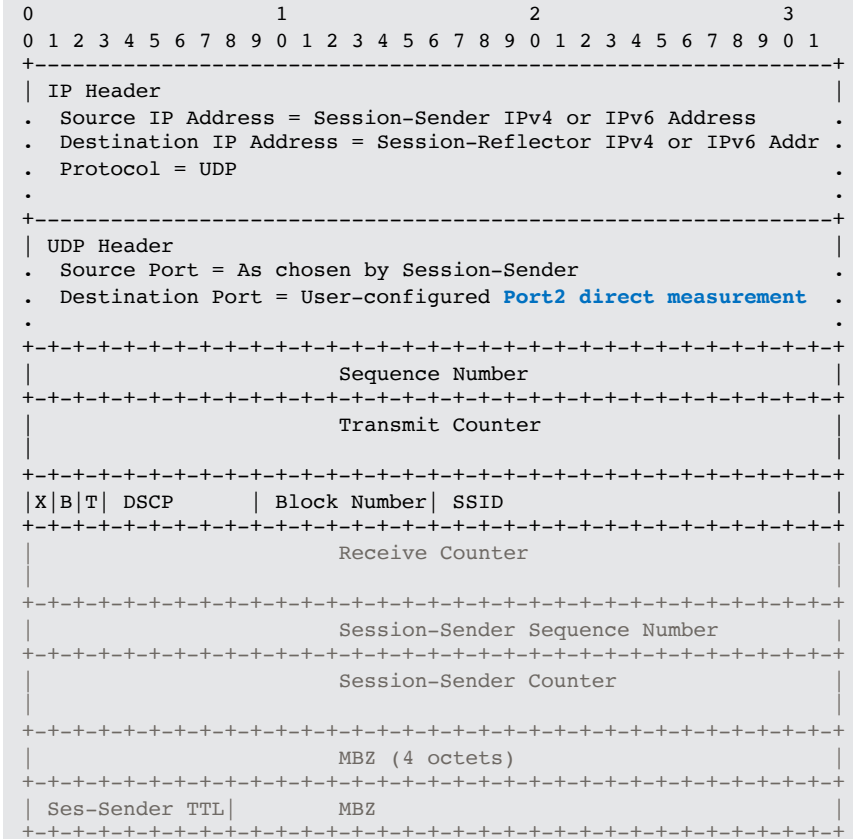 0                   1                   2                   3
0 1 2 3 4 5 6 7 8 9 0 1 2 3 4 5 6 7 8 9 0 1 2 3 4 5 6 7 8 9 0 1
+---------------------------------------------------------------+
| IP Header                                                     |
.  Source IP Address = Session-Sender IPv4 or IPv6 Address      .
.  Destination IP Address = Session-Reflector IPv4 or IPv6 Addr .
.  Protocol = UDP                                               .
.                                                               .
+---------------------------------------------------------------+
| UDP Header                                                    |
.  Source Port = As chosen by Session-Sender                    .
.  Destination Port = User-configured Port2 direct measurement  .
.                                                               .
+-+-+-+-+-+-+-+-+-+-+-+-+-+-+-+-+-+-+-+-+-+-+-+-+-+-+-+-+-+-+-+-+
|                        Sequence Number                        |
+-+-+-+-+-+-+-+-+-+-+-+-+-+-+-+-+-+-+-+-+-+-+-+-+-+-+-+-+-+-+-+-+
|                        Transmit Counter                       |
|                                                               |
+-+-+-+-+-+-+-+-+-+-+-+-+-+-+-+-+-+-+-+-+-+-+-+-+-+-+-+-+-+-+-+-+
|X|B|T| DSCP      | Block Number| SSID                          |
+-+-+-+-+-+-+-+-+-+-+-+-+-+-+-+-+-+-+-+-+-+-+-+-+-+-+-+-+-+-+-+-+
|                        Receive Counter                        |
|                                                               |
+-+-+-+-+-+-+-+-+-+-+-+-+-+-+-+-+-+-+-+-+-+-+-+-+-+-+-+-+-+-+-+-+
|                        Session-Sender Sequence Number         |
+-+-+-+-+-+-+-+-+-+-+-+-+-+-+-+-+-+-+-+-+-+-+-+-+-+-+-+-+-+-+-+-+
|                        Session-Sender Counter                 |
|                                                               |
+-+-+-+-+-+-+-+-+-+-+-+-+-+-+-+-+-+-+-+-+-+-+-+-+-+-+-+-+-+-+-+-+
|                        MBZ (4 octets)                         |
+-+-+-+-+-+-+-+-+-+-+-+-+-+-+-+-+-+-+-+-+-+-+-+-+-+-+-+-+-+-+-+-+
| Ses-Sender TTL|        MBZ                                    |
+-+-+-+-+-+-+-+-+-+-+-+-+-+-+-+-+-+-+-+-+-+-+-+-+-+-+-+-+-+-+-+-+